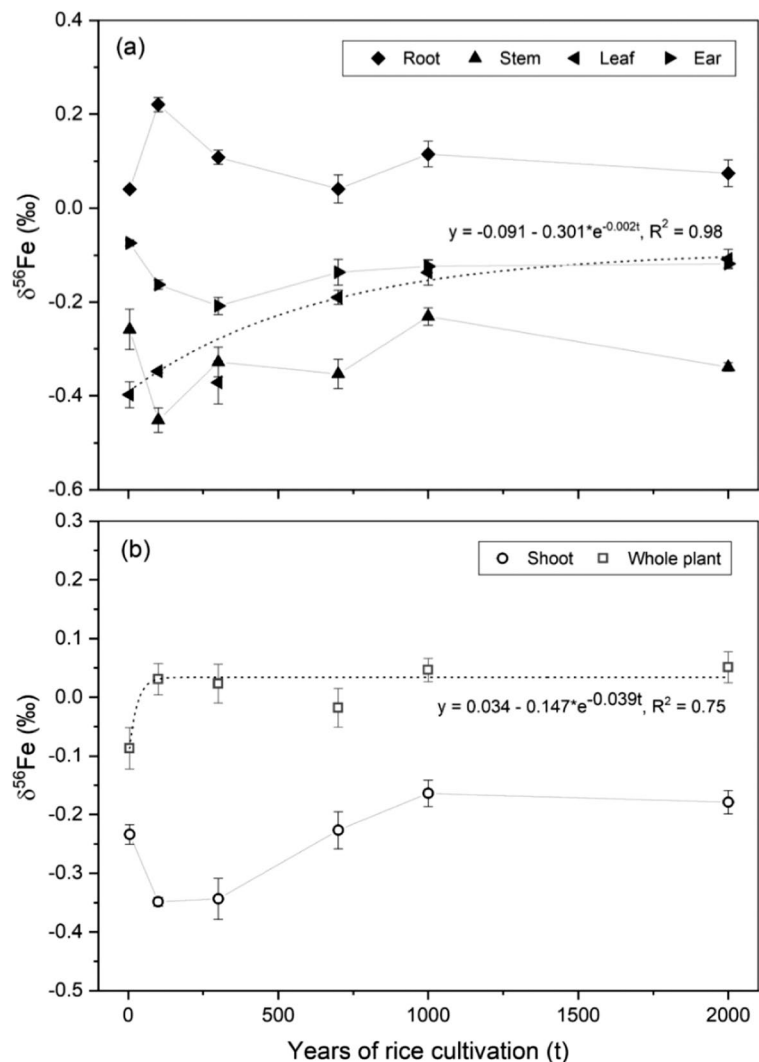 (a)
Root Stem Leaf Ear
0.4
0.2
0.0
-0.2
-0.4
-0.6
δ⁵⁶Fe (‰)
y = -0.091 - 0.301*e⁻⁰·⁰⁰²ᵗ, R² = 0.98
(b)
Shoot Whole plant
0.3
0.2
0.1
0.0
-0.1
-0.2
-0.3
-0.4
-0.5
δ⁵⁶Fe (‰)
y = 0.034 - 0.147*e⁻⁰·⁰³⁹ᵗ, R² = 0.75
0 500 1000 1500 2000
Years of rice cultivation (t)